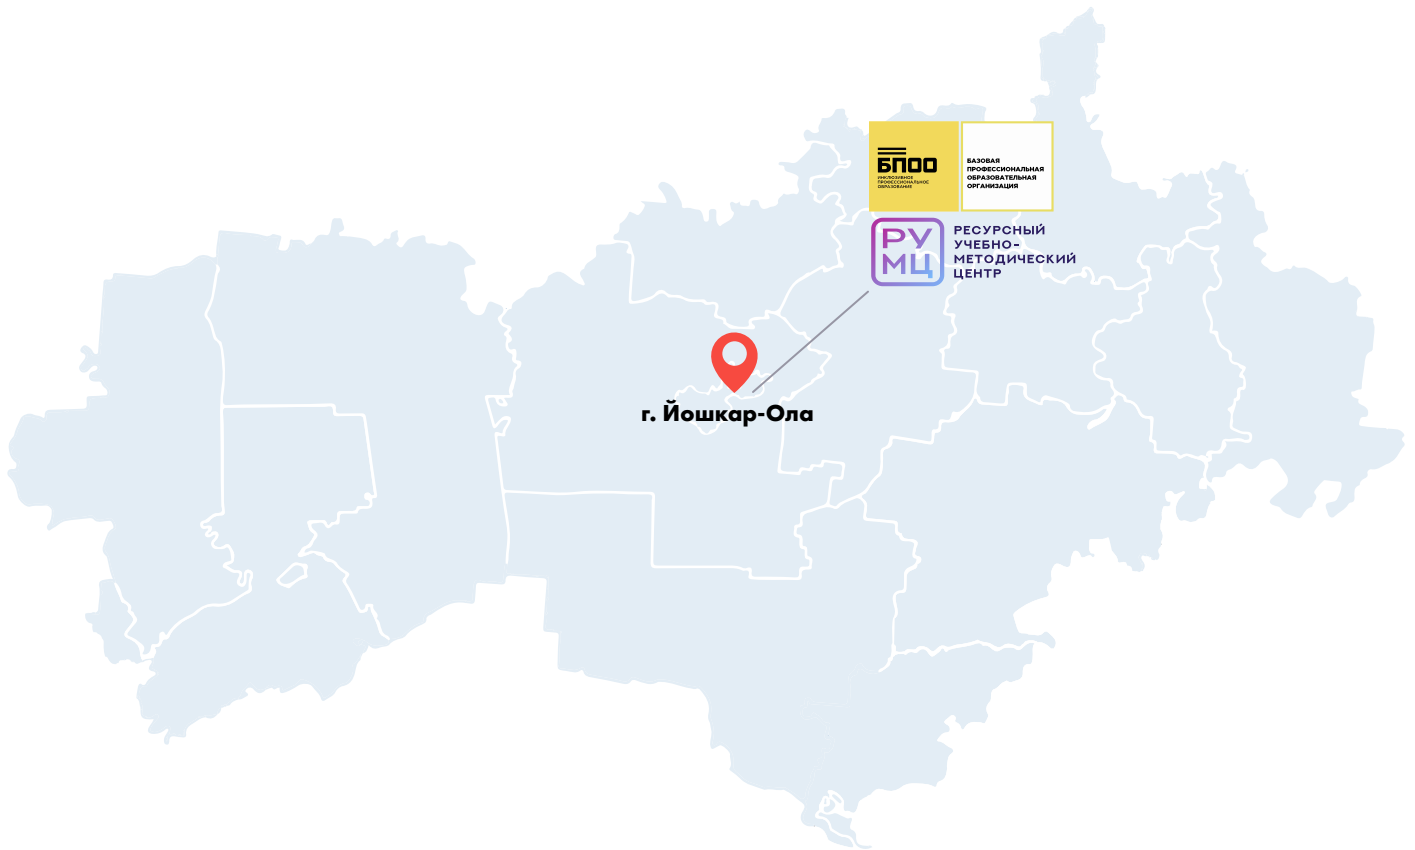 БПОО
ИНКЛЮЗИВНОЕ
ПРОФЕССИОНАЛЬНОЕ
ОБРАЗОВАНИЕ
БАЗОВАЯ
ПРОФЕССИОНАЛЬНАЯ
ОБРАЗОВАТЕЛЬНАЯ
ОРГАНИЗАЦИЯ
РУ
МЦ
РЕСУРСНЫЙ
УЧЕБНО-
МЕТОДИЧЕСКИЙ
ЦЕНТР
г. Йошкар-Ола